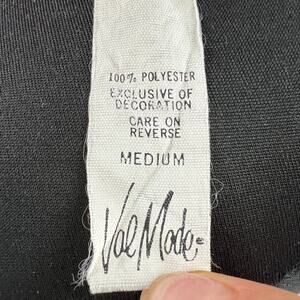 100% POLYESTER
EXCLUSIVE OF
DECORATION
CARE ON
REVERSE
MEDIUM
Val Mode